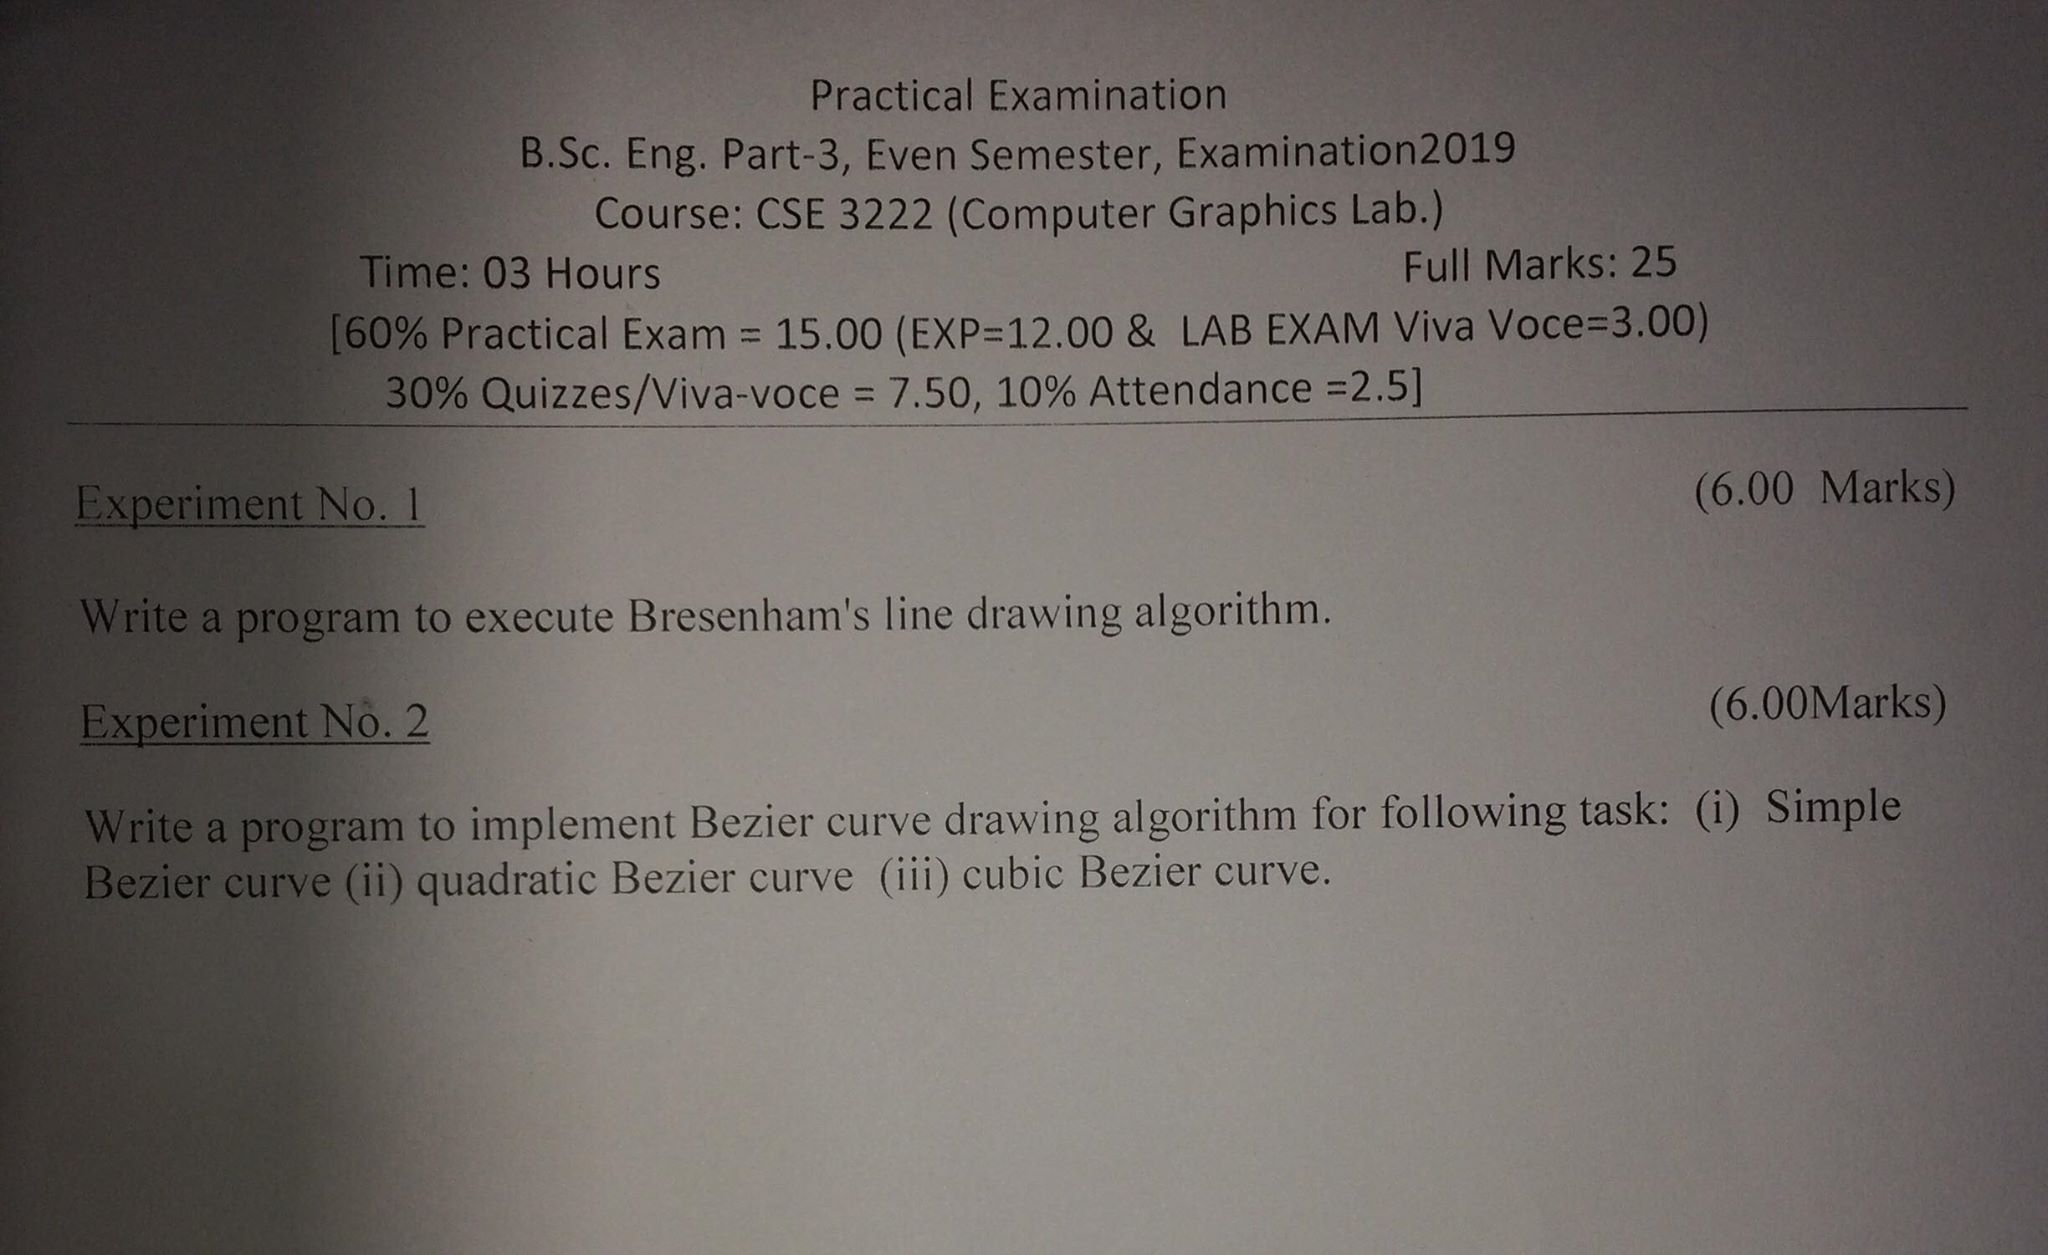 Practical Examination
B.Sc. Eng. Part-3, Even Semester, Examination2019
Course: CSE 3222 (Computer Graphics Lab.)
Time: 03 Hours Full Marks: 25
[60% Practical Exam = 15.00 (EXP=12.00 & LAB EXAM Viva Voce=3.00)
30% Quizzes/Viva-voce = 7.50, 10% Attendance =2.5]
Experiment No. 1 (6.00 Marks)
Write a program to execute Bresenham's line drawing algorithm.
Experiment No. 2 (6.00Marks)
Write a program to implement Bezier curve drawing algorithm for following task: (i) Simple
Bezier curve (ii) quadratic Bezier curve (iii) cubic Bezier curve.